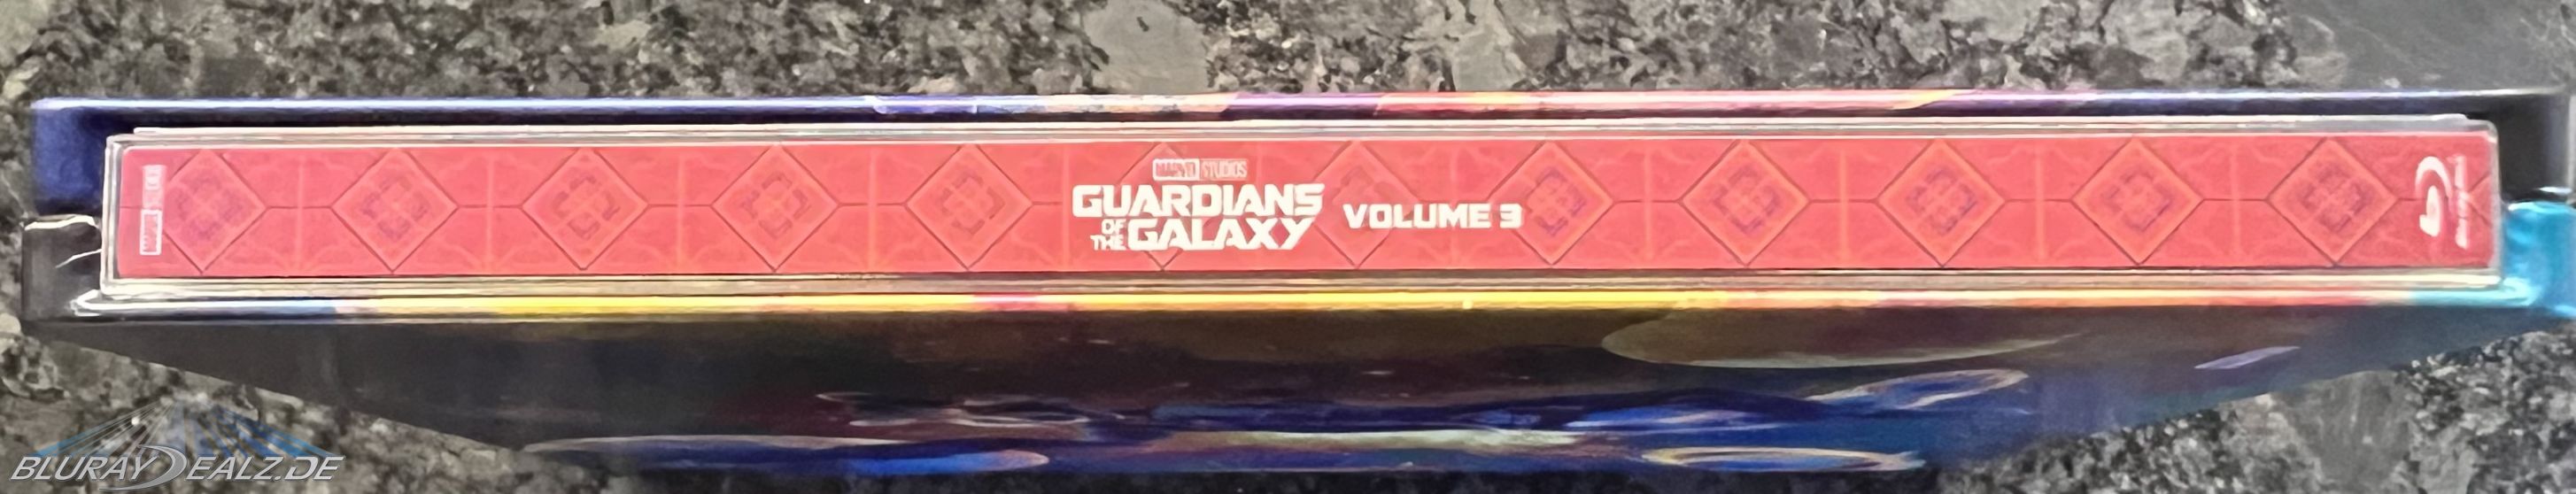 MARVEL STUDIOS
GUARDIANS
OF THE GALAXY
VOLUME 3
BLURAYDEALZ.DE